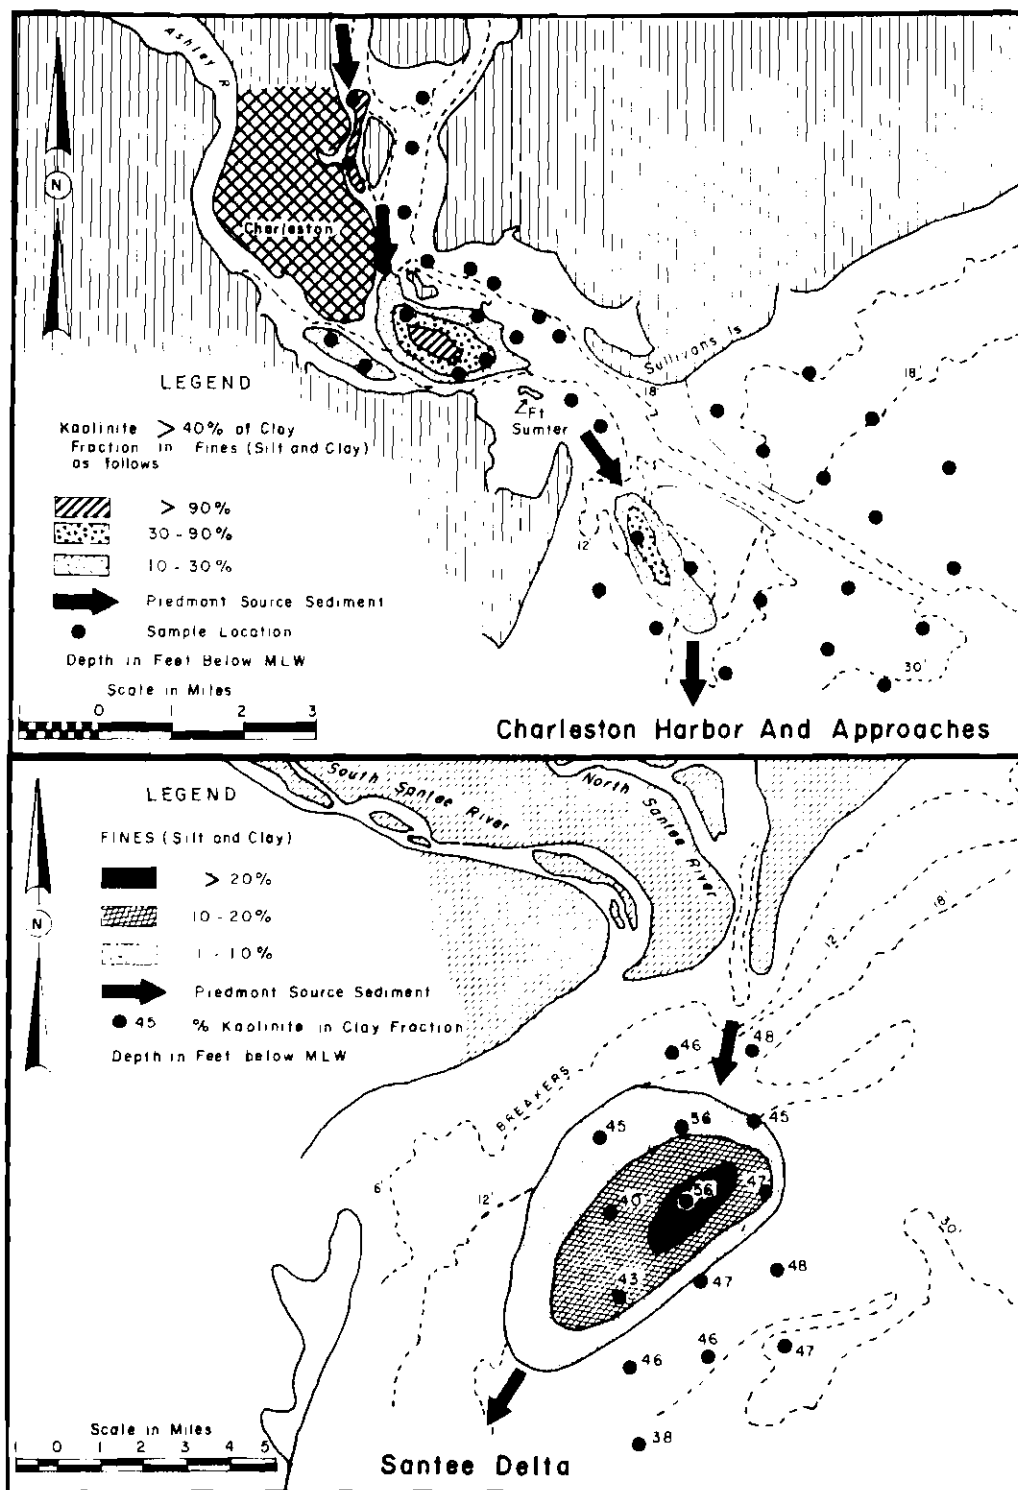 Ashley R.
N
Charleston
Sullivans Is
18'
18'
LEGEND
Ft
Sumter
Kaolinite > 40% of Clay
Fraction in Fines (Silt and Clay)
as follows
> 90%
30 - 90%
12'
10 - 30%
Piedmont Source Sediment
Sample Location
Depth in Feet Below MLW
30'
Scale in Miles
1 0 1 2 3
Charleston Harbor And Approaches
South Santee River
North Santee River
LEGEND
FINES (Silt and Clay)
> 20%
18'
10 - 20%
12'
N
1 - 10%
Piedmont Source Sediment
45 % Kaolinite in Clay Fraction
Depth in Feet below MLW
46
48
BREAKERS
45
56
45
6'
12'
40
56
47
30'
43
47
48
46
46
47
38
Scale in Miles
1 0 1 2 3 4 5
Santee Delta